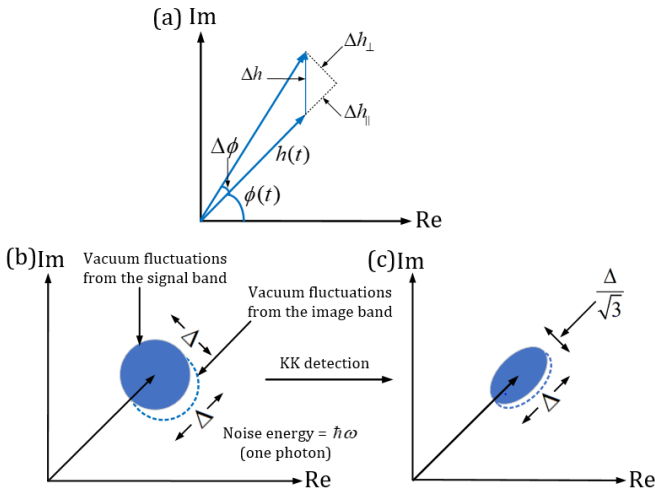 (a)
Im
Δh⊥
Δh
Δh∥
Δϕ
h(t)
ϕ(t)
Re
(b)
Im
Vacuum fluctuations
from the signal band
Vacuum fluctuations
from the image band
Δ
Δ
Noise energy = ℏω
(one photon)
Re
KK detection
(c)
Im
Δ
√3
Δ
Re